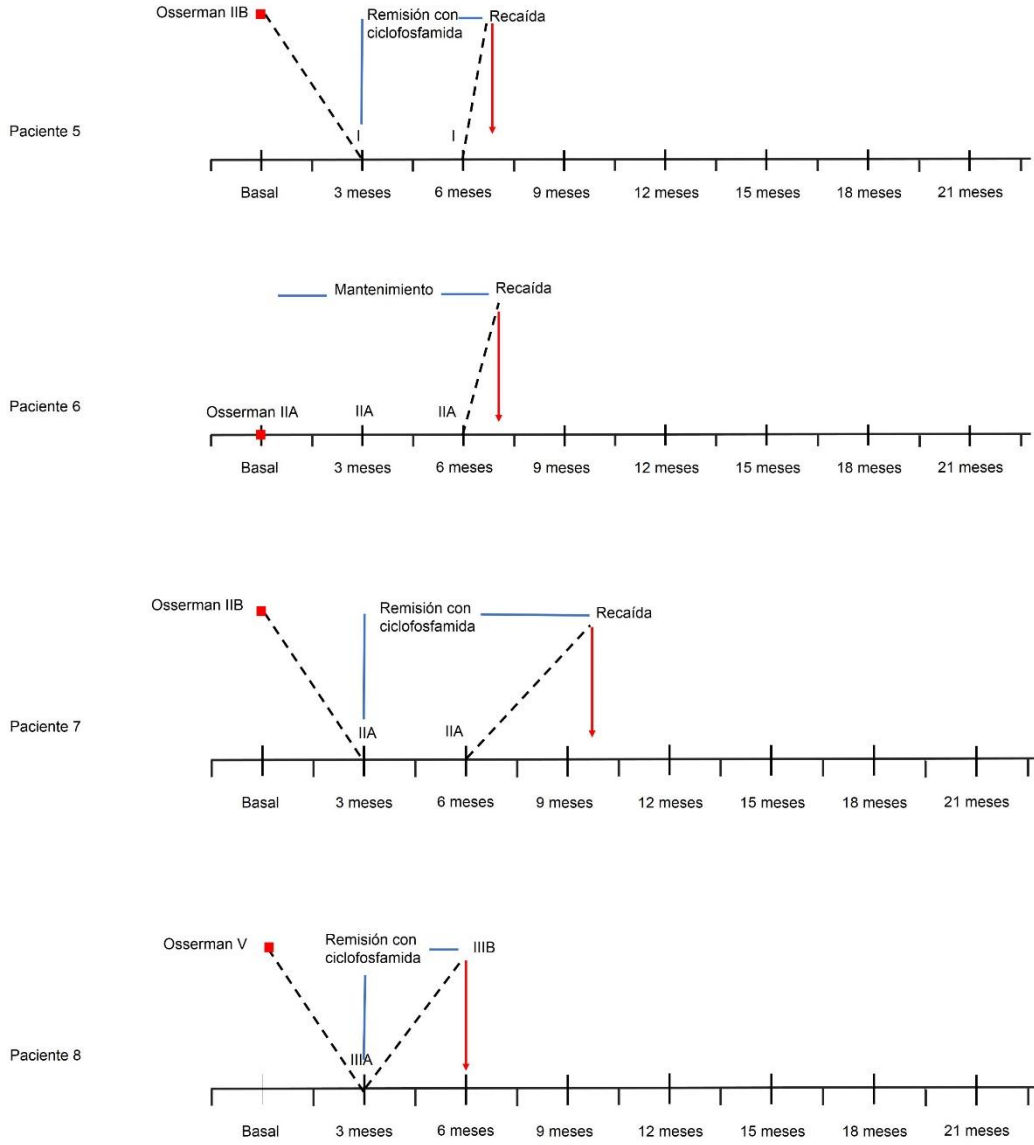 Osserman IIB
Remisión con
ciclofosfamida
Recaída
Paciente 5
I
I
Basal 3 meses 6 meses 9 meses 12 meses 15 meses 18 meses 21 meses
Mantenimiento Recaída
Paciente 6
Osserman IIA IIA IIA
Basal 3 meses 6 meses 9 meses 12 meses 15 meses 18 meses 21 meses
Osserman IIB
Remisión con
ciclofosfamida
Recaída
Paciente 7
IIA IIA
Basal 3 meses 6 meses 9 meses 12 meses 15 meses 18 meses 21 meses
Osserman V
Remisión con
ciclofosfamida
IIIB
Paciente 8
IIIA
Basal 3 meses 6 meses 9 meses 12 meses 15 meses 18 meses 21 meses